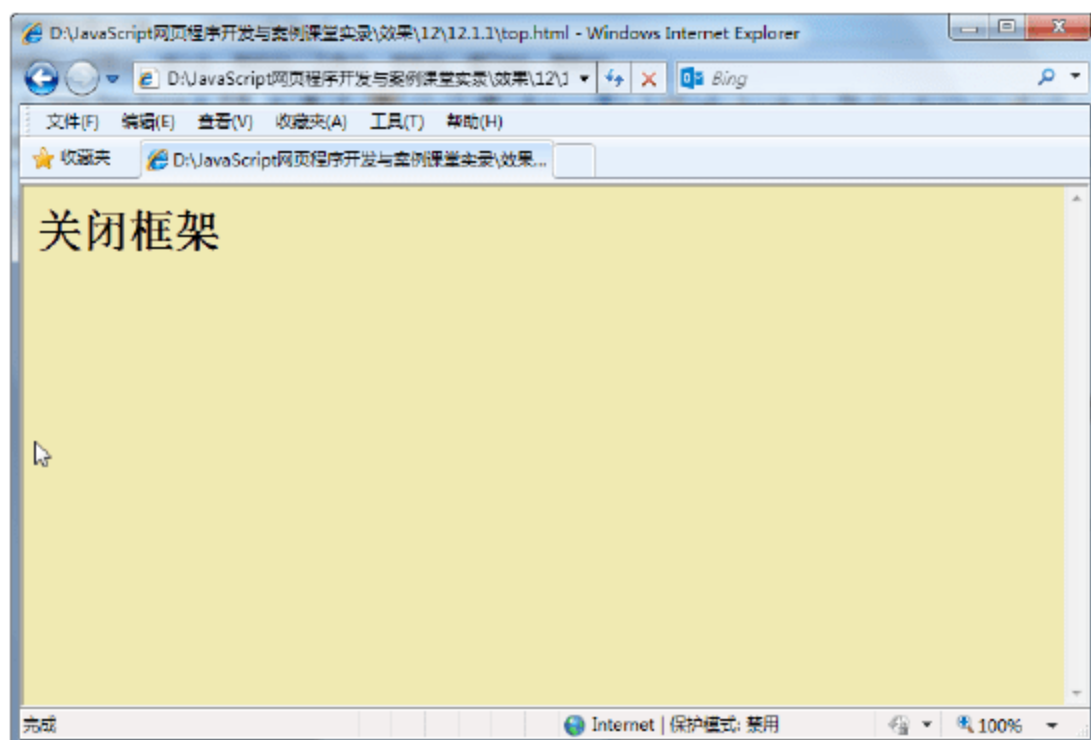 D:\JavaScript网页程序开发与案例课堂实录\效果\12\12.1.1\top.html - Windows Internet Explorer
D:\JavaScript网页程序开发与案例课堂实录\效果\12\1 Bing
文件(F) 编辑(E) 查看(V) 收藏夹(A) 工具(T) 帮助(H)
收藏夹 D:\JavaScript网页程序开发与案例课堂实录\效果...
关闭框架
完成 Internet | 保护模式: 禁用 100%